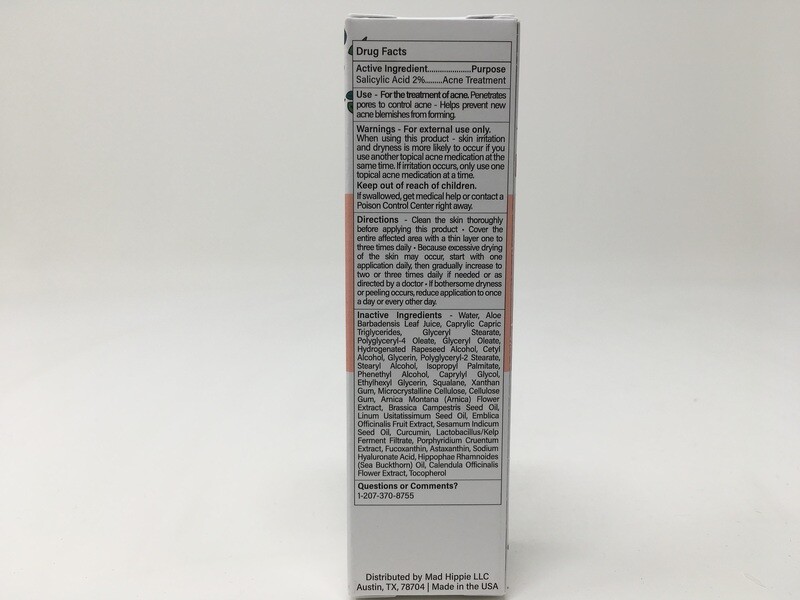 Drug Facts
Active Ingredient.....................Purpose
Salicylic Acid 2%........Acne Treatment
Use - For the treatment of acne. Penetrates
pores to control acne - Helps prevent new
acne blemishes from forming.
Warnings - For external use only.
When using this product - skin irritation
and dryness is more likely to occur if you
use another topical acne medication at the
same time. If irritation occurs, only use one
topical acne medication at a time.
Keep out of reach of children.
If swallowed, get medical help or contact a
Poison Control Center right away.
Directions - Clean the skin thoroughly
before applying this product • Cover the
entire affected area with a thin layer one to
three times daily • Because excessive drying
of the skin may occur, start with one
application daily, then gradually increase to
two or three times daily if needed or as
directed by a doctor • If bothersome dryness
or peeling occurs, reduce application to once
a day or every other day.
Inactive Ingredients - Water, Aloe
Barbadensis Leaf Juice, Caprylic Capric
Triglycerides, Glyceryl Stearate,
Polyglyceryl-4 Oleate, Glyceryl Oleate,
Hydrogenated Rapeseed Alcohol, Cetyl
Alcohol, Glycerin, Polyglyceryl-2 Stearate,
Stearyl Alcohol, Isopropyl Palmitate,
Phenethyl Alcohol, Caprylyl Glycol,
Ethylhexyl Glycerin, Squalane, Xanthan
Gum, Microcrystalline Cellulose, Cellulose
Gum, Arnica Montana (Arnica) Flower
Extract, Brassica Campestris Seed Oil,
Linum Usitatissimum Seed Oil, Emblica
Officinalis Fruit Extract, Sesamum Indicum
Seed Oil, Curcumin, Lactobacillus/Kelp
Ferment Filtrate, Porphyridium Cruentum
Extract, Fucoxanthin, Astaxanthin, Sodium
Hyaluronate Acid, Hippophae Rhamnoides
(Sea Buckthorn) Oil, Calendula Officinalis
Flower Extract, Tocopherol
Questions or Comments?
1-207-370-8755
Distributed by Mad Hippie LLC
Austin, TX, 78704 | Made in the USA